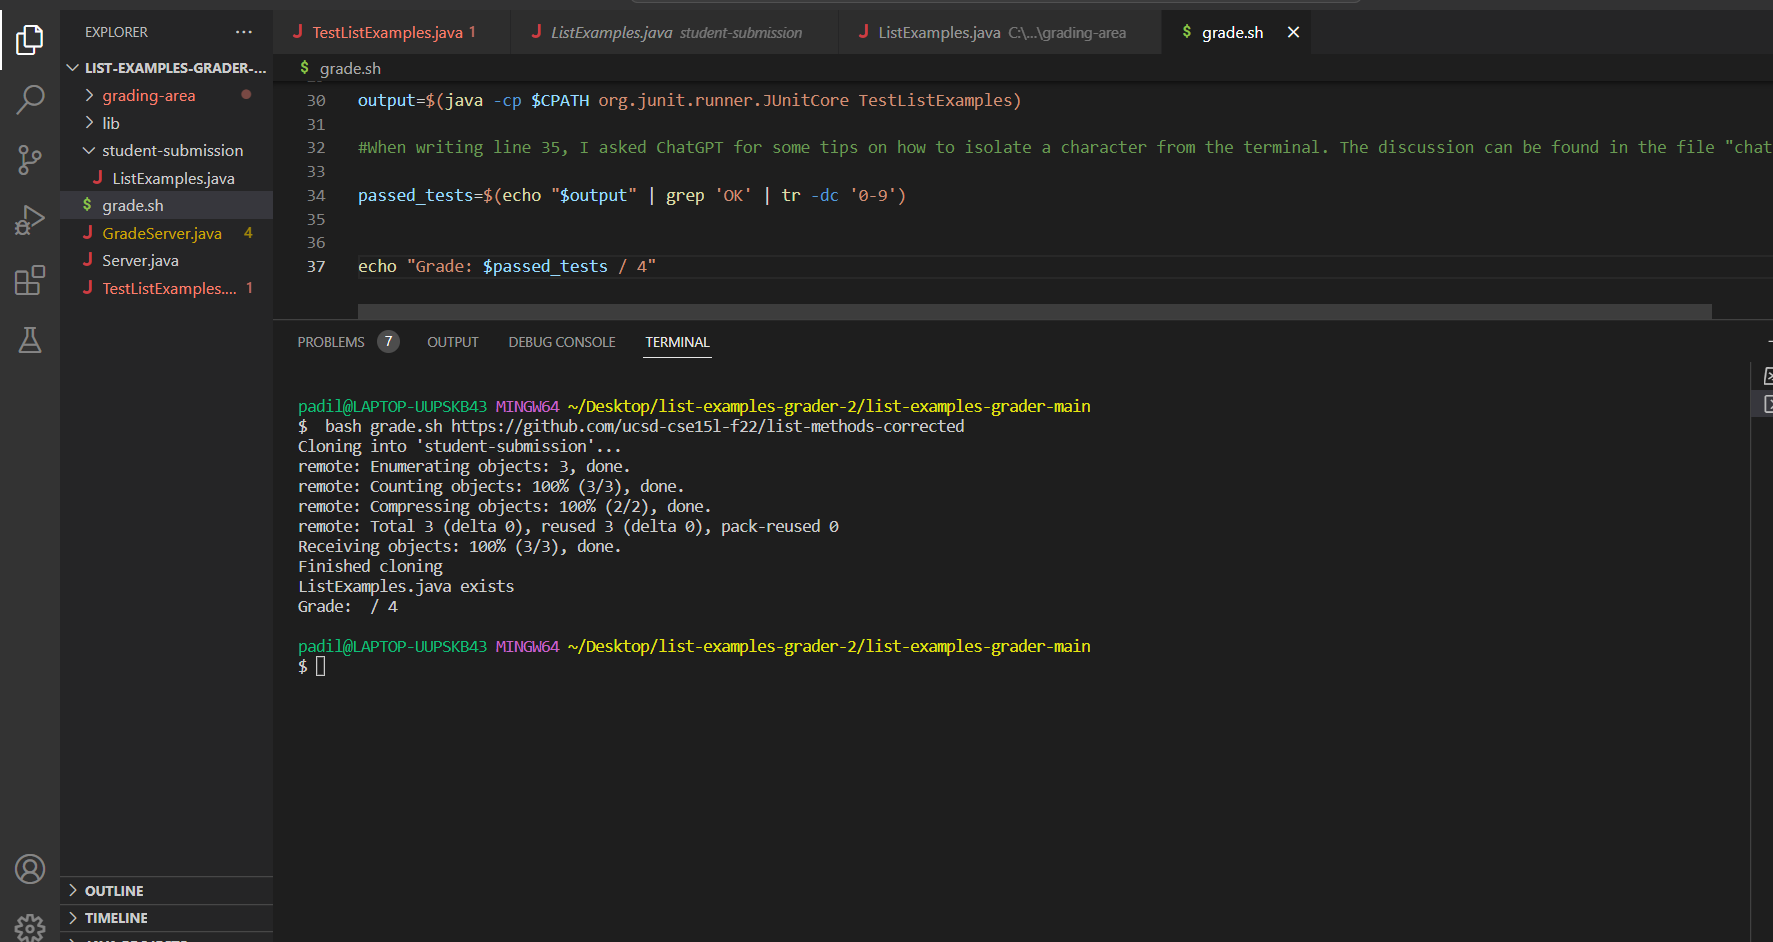 EXPLORER ...
LIST-EXAMPLES-GRADER-...
grading-area
lib
student-submission
J ListExamples.java
$ grade.sh
J GradeServer.java 4
J Server.java
J TestListExamples.... 1
OUTLINE
TIMELINE
J TestListExamples.java 1
J ListExamples.java student-submission
J ListExamples.java C:\...\grading-area
$ grade.sh ×
$ grade.sh
30 output=$(java -cp $CPATH org.junit.runner.JUnitCore TestListExamples)
31
32 #When writing line 35, I asked ChatGPT for some tips on how to isolate a character from the terminal. The discussion can be found in the file "chat
33
34 passed_tests=$(echo "$output" | grep 'OK' | tr -dc '0-9')
35
36
37 echo "Grade: $passed_tests / 4"
PROBLEMS 7 OUTPUT DEBUG CONSOLE TERMINAL
padil@LAPTOP-UUPSKB43 MINGW64 ~/Desktop/list-examples-grader-2/list-examples-grader-main
$  bash grade.sh https://github.com/ucsd-cse15l-f22/list-methods-corrected
Cloning into 'student-submission'...
remote: Enumerating objects: 3, done.
remote: Counting objects: 100% (3/3), done.
remote: Compressing objects: 100% (2/2), done.
remote: Total 3 (delta 0), reused 3 (delta 0), pack-reused 0
Receiving objects: 100% (3/3), done.
Finished cloning
ListExamples.java exists
Grade:  / 4
padil@LAPTOP-UUPSKB43 MINGW64 ~/Desktop/list-examples-grader-2/list-examples-grader-main
$